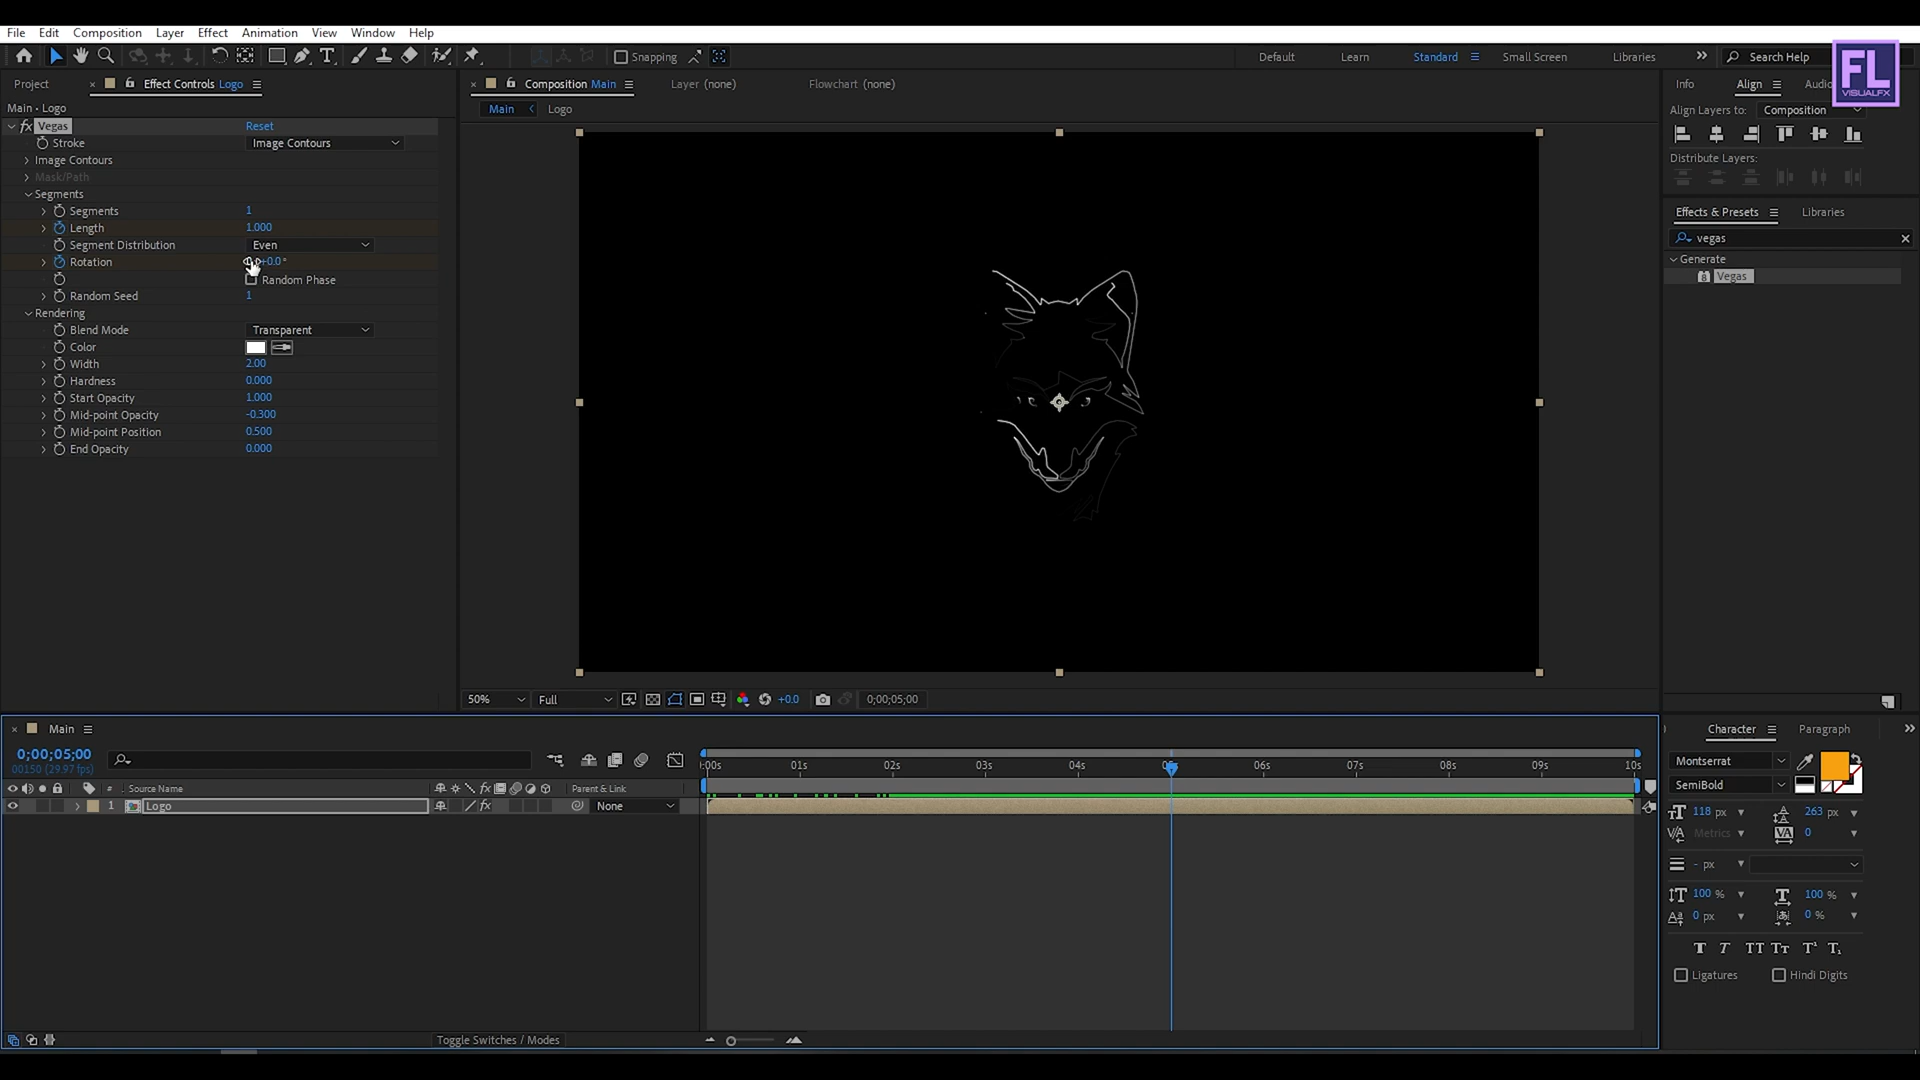 File Edit Composition Layer Effect Animation View Window Help
Snapping
Default Learn Standard Small Screen Libraries Search Help
FL
VISUALFX
Project Effect Controls Logo
Composition Main Layer (none) Flowchart (none)
Info Align
Main • Logo
Main Logo
Align Layers to: Composition
Vegas Reset
Stroke Image Contours
Image Contours
Distribute Layers:
Mask/Path
Segments
Segments 1
Effects & Presets Libraries
Length 1.000
vegas
Segment Distribution Even
Generate
Rotation +0.0°
Vegas
Random Phase
Random Seed 1
Rendering
Blend Mode Transparent
Color
Width 2.00
Hardness 0.000
Start Opacity 1.000
Mid-point Opacity -0.300
Mid-point Position 0.500
End Opacity 0.000
50% Full +0.0 0;00;05;00
Main
Character Paragraph
0;00;05;00
00150 (29.97 fps)
:00s 01s 02s 03s 04s 06s 07s 08s 09s 10s
Montserrat
SemiBold
# Source Name Parent & Link
1 Logo None
118 px 263 px
Metrics 0
- px
100 % 100 %
0 px 0 %
T T TT Tт T¹ T₁
Ligatures Hindi Digits
Toggle Switches / Modes